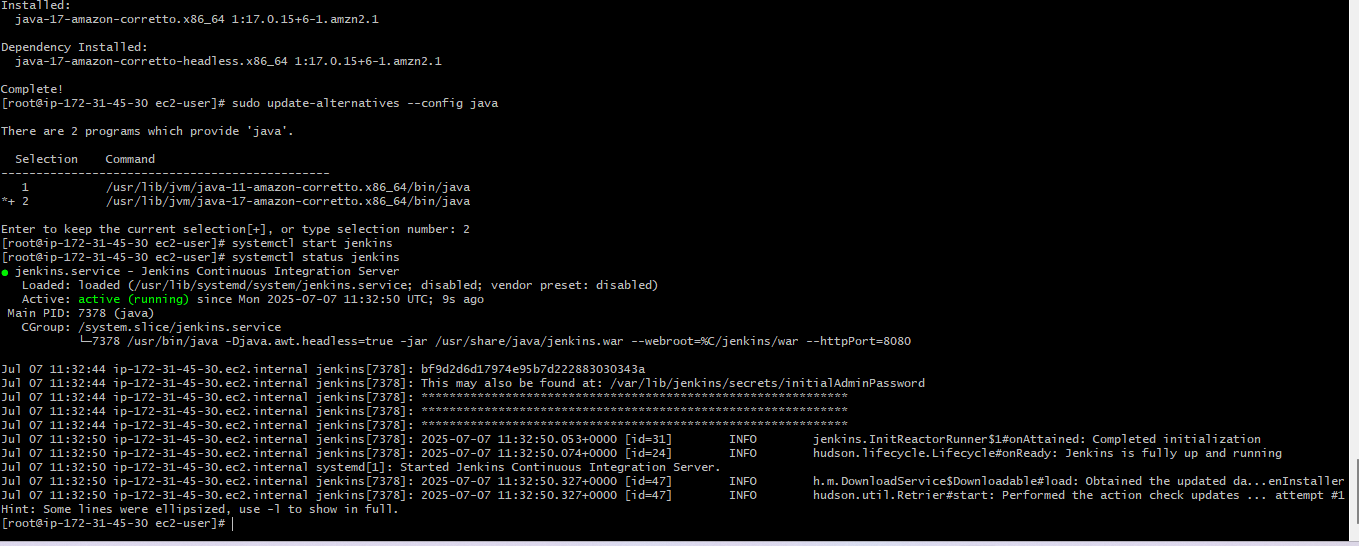 Installed:
  java-17-amazon-corretto.x86_64 1:17.0.15+6-1.amzn2.1
Dependency Installed:
  java-17-amazon-corretto-headless.x86_64 1:17.0.15+6-1.amzn2.1
Complete!
[root@ip-172-31-45-30 ec2-user]# sudo update-alternatives --config java
There are 2 programs which provide 'java'.
  Selection    Command
-----------------------------------------------
   1           /usr/lib/jvm/java-11-amazon-corretto.x86_64/bin/java
*+ 2           /usr/lib/jvm/java-17-amazon-corretto.x86_64/bin/java
Enter to keep the current selection[+], or type selection number: 2
[root@ip-172-31-45-30 ec2-user]# systemctl start jenkins
[root@ip-172-31-45-30 ec2-user]# systemctl status jenkins
● jenkins.service - Jenkins Continuous Integration Server
   Loaded: loaded (/usr/lib/systemd/system/jenkins.service; disabled; vendor preset: disabled)
   Active: active (running) since Mon 2025-07-07 11:32:50 UTC; 9s ago
 Main PID: 7378 (java)
   CGroup: /system.slice/jenkins.service
           └─7378 /usr/bin/java -Djava.awt.headless=true -jar /usr/share/java/jenkins.war --webroot=%C/jenkins/war --httpPort=8080
Jul 07 11:32:44 ip-172-31-45-30.ec2.internal jenkins[7378]: bf9d2d6d17974e95b7d222883030343a
Jul 07 11:32:44 ip-172-31-45-30.ec2.internal jenkins[7378]: This may also be found at: /var/lib/jenkins/secrets/initialAdminPassword
Jul 07 11:32:44 ip-172-31-45-30.ec2.internal jenkins[7378]: *************************************************************
Jul 07 11:32:44 ip-172-31-45-30.ec2.internal jenkins[7378]: *************************************************************
Jul 07 11:32:44 ip-172-31-45-30.ec2.internal jenkins[7378]: *************************************************************
Jul 07 11:32:50 ip-172-31-45-30.ec2.internal jenkins[7378]: 2025-07-07 11:32:50.053+0000 [id=31]        INFO        jenkins.InitReactorRunner$1#onAttained: Completed initialization
Jul 07 11:32:50 ip-172-31-45-30.ec2.internal jenkins[7378]: 2025-07-07 11:32:50.074+0000 [id=24]        INFO        hudson.lifecycle.Lifecycle#onReady: Jenkins is fully up and running
Jul 07 11:32:50 ip-172-31-45-30.ec2.internal systemd[1]: Started Jenkins Continuous Integration Server.
Jul 07 11:32:50 ip-172-31-45-30.ec2.internal jenkins[7378]: 2025-07-07 11:32:50.327+0000 [id=47]        INFO        h.m.DownloadService$Downloadable#load: Obtained the updated da...enInstaller
Jul 07 11:32:50 ip-172-31-45-30.ec2.internal jenkins[7378]: 2025-07-07 11:32:50.327+0000 [id=47]        INFO        hudson.util.Retrier#start: Performed the action check updates ... attempt #1
Hint: Some lines were ellipsized, use -l to show in full.
[root@ip-172-31-45-30 ec2-user]#